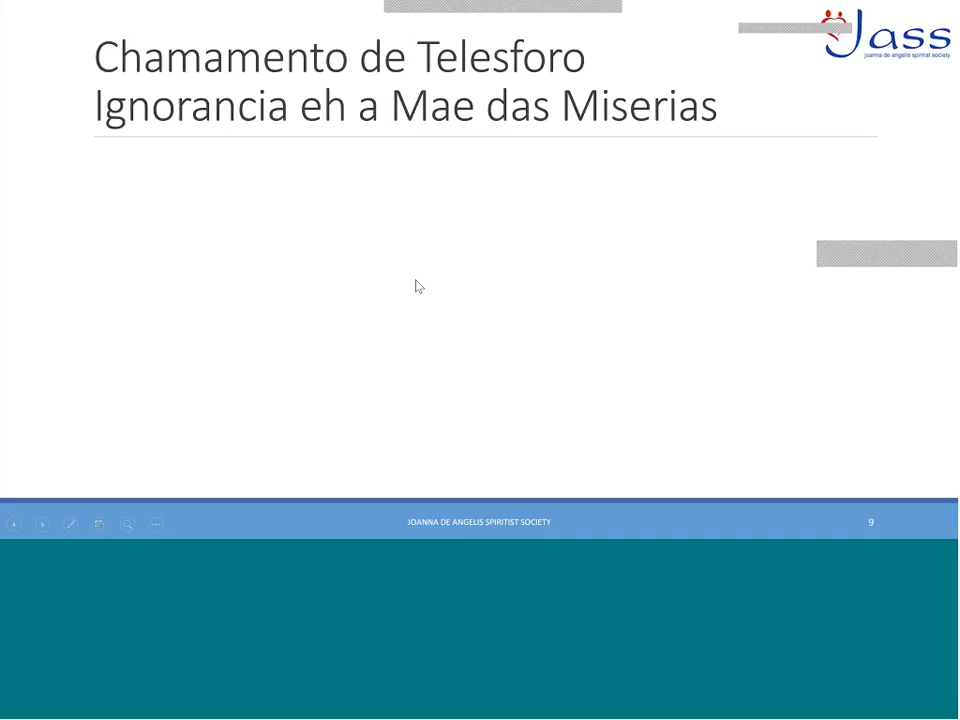 Jass
joanna de angelis spiritist society
Chamamento de Telesforo
Ignorancia eh a Mae das Miserias
JOANNA DE ANGELIS SPIRITIST SOCIETY
9